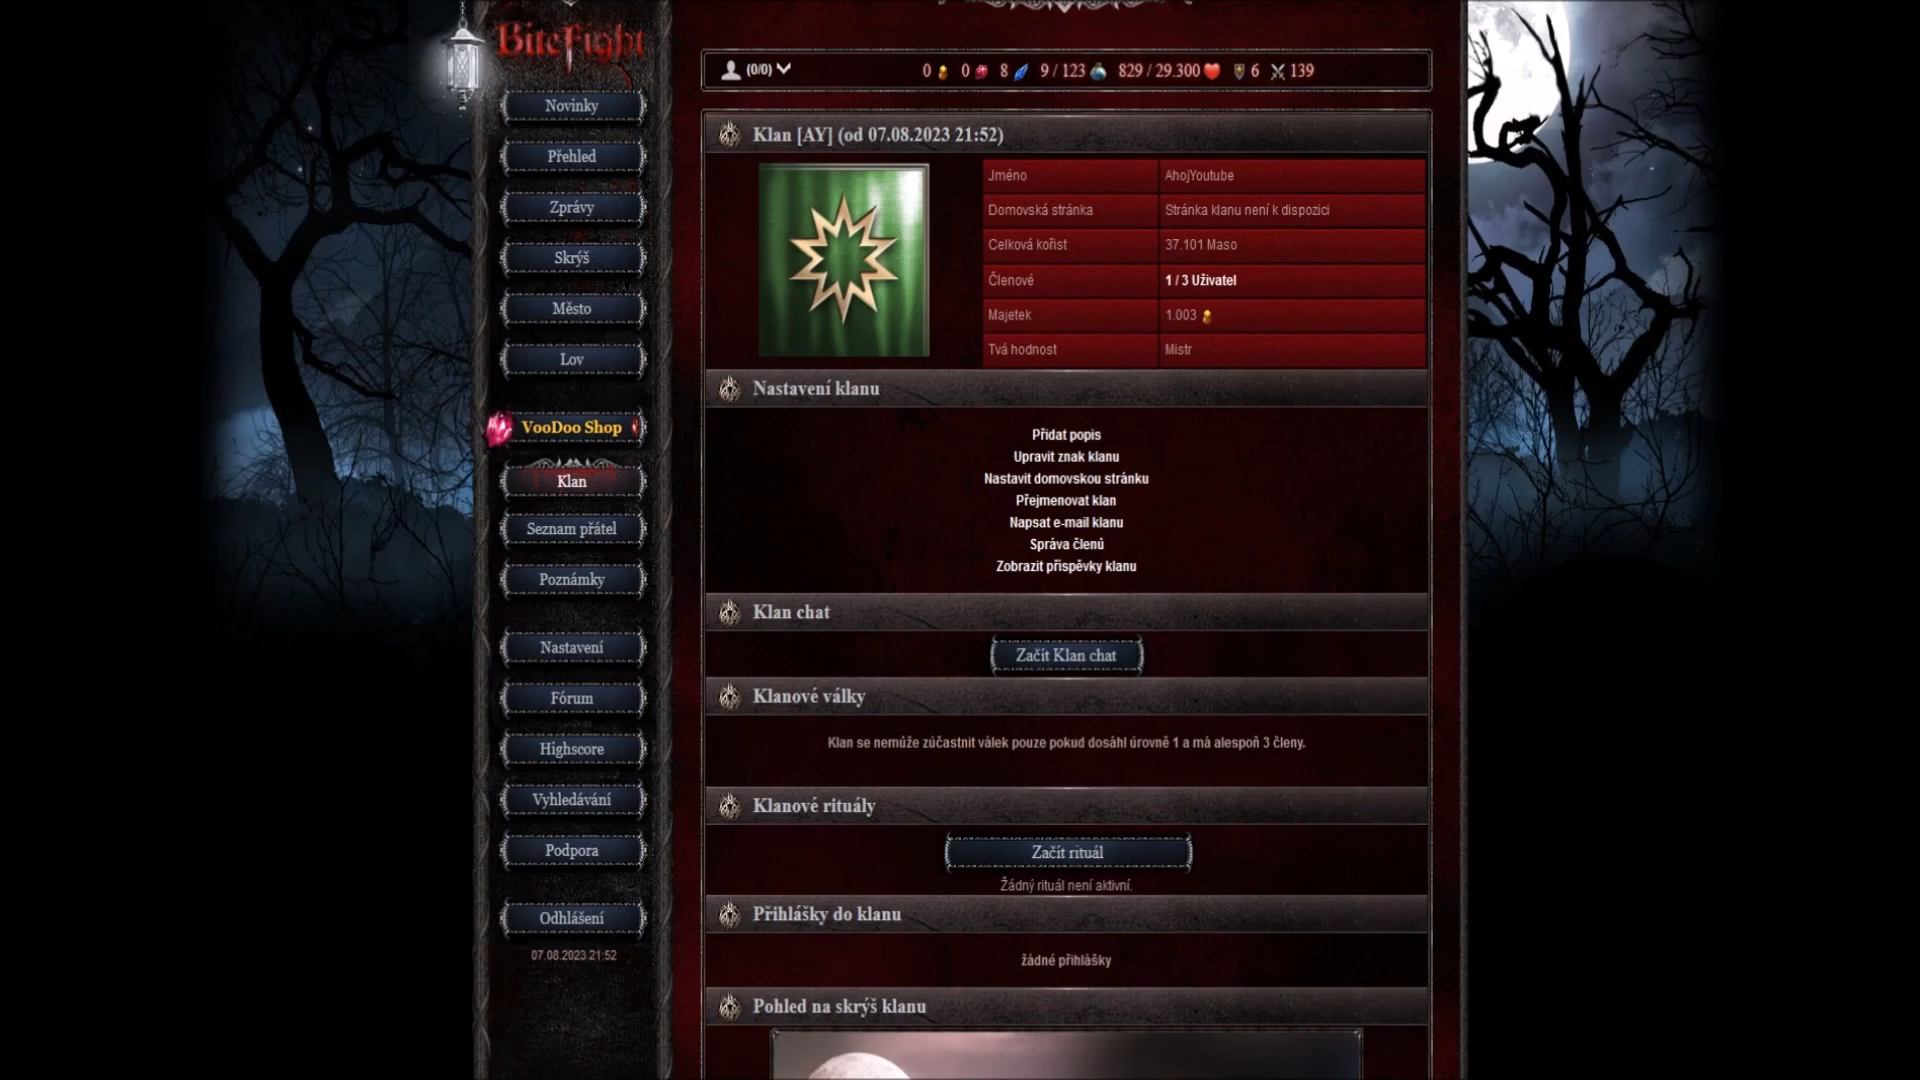 BiteFight
Novinky
Přehled
Zprávy
Skrýš
Město
Lov
VooDoo Shop
Klan
Seznam přátel
Poznámky
Nastavení
Fórum
Highscore
Vyhledávání
Podpora
Odhlášení
07.08.2023 21:52
(0/0) 0 0 8 9 / 123 829 / 29.300 6 139
Klan [AY] (od 07.08.2023 21:52)
Jméno AhojYoutube
Domovská stránka Stránka klanu není k dispozici
Celková kořist 37.101 Maso
Členové 1 / 3 Uživatel
Majetek 1.003
Tvá hodnost Mistr
Nastavení klanu
Přidat popis
Upravit znak klanu
Nastavit domovskou stránku
Přejmenovat klan
Napsat e-mail klanu
Správa členů
Zobrazit příspěvky klanu
Klan chat
Začít Klan chat
Klanové války
Klan se nemůže zúčastnit válek pouze pokud dosáhl úrovně 1 a má alespoň 3 členy.
Klanové rituály
Začít rituál
Žádný rituál není aktivní.
Přihlášky do klanu
žádné přihlášky
Pohled na skrýš klanu